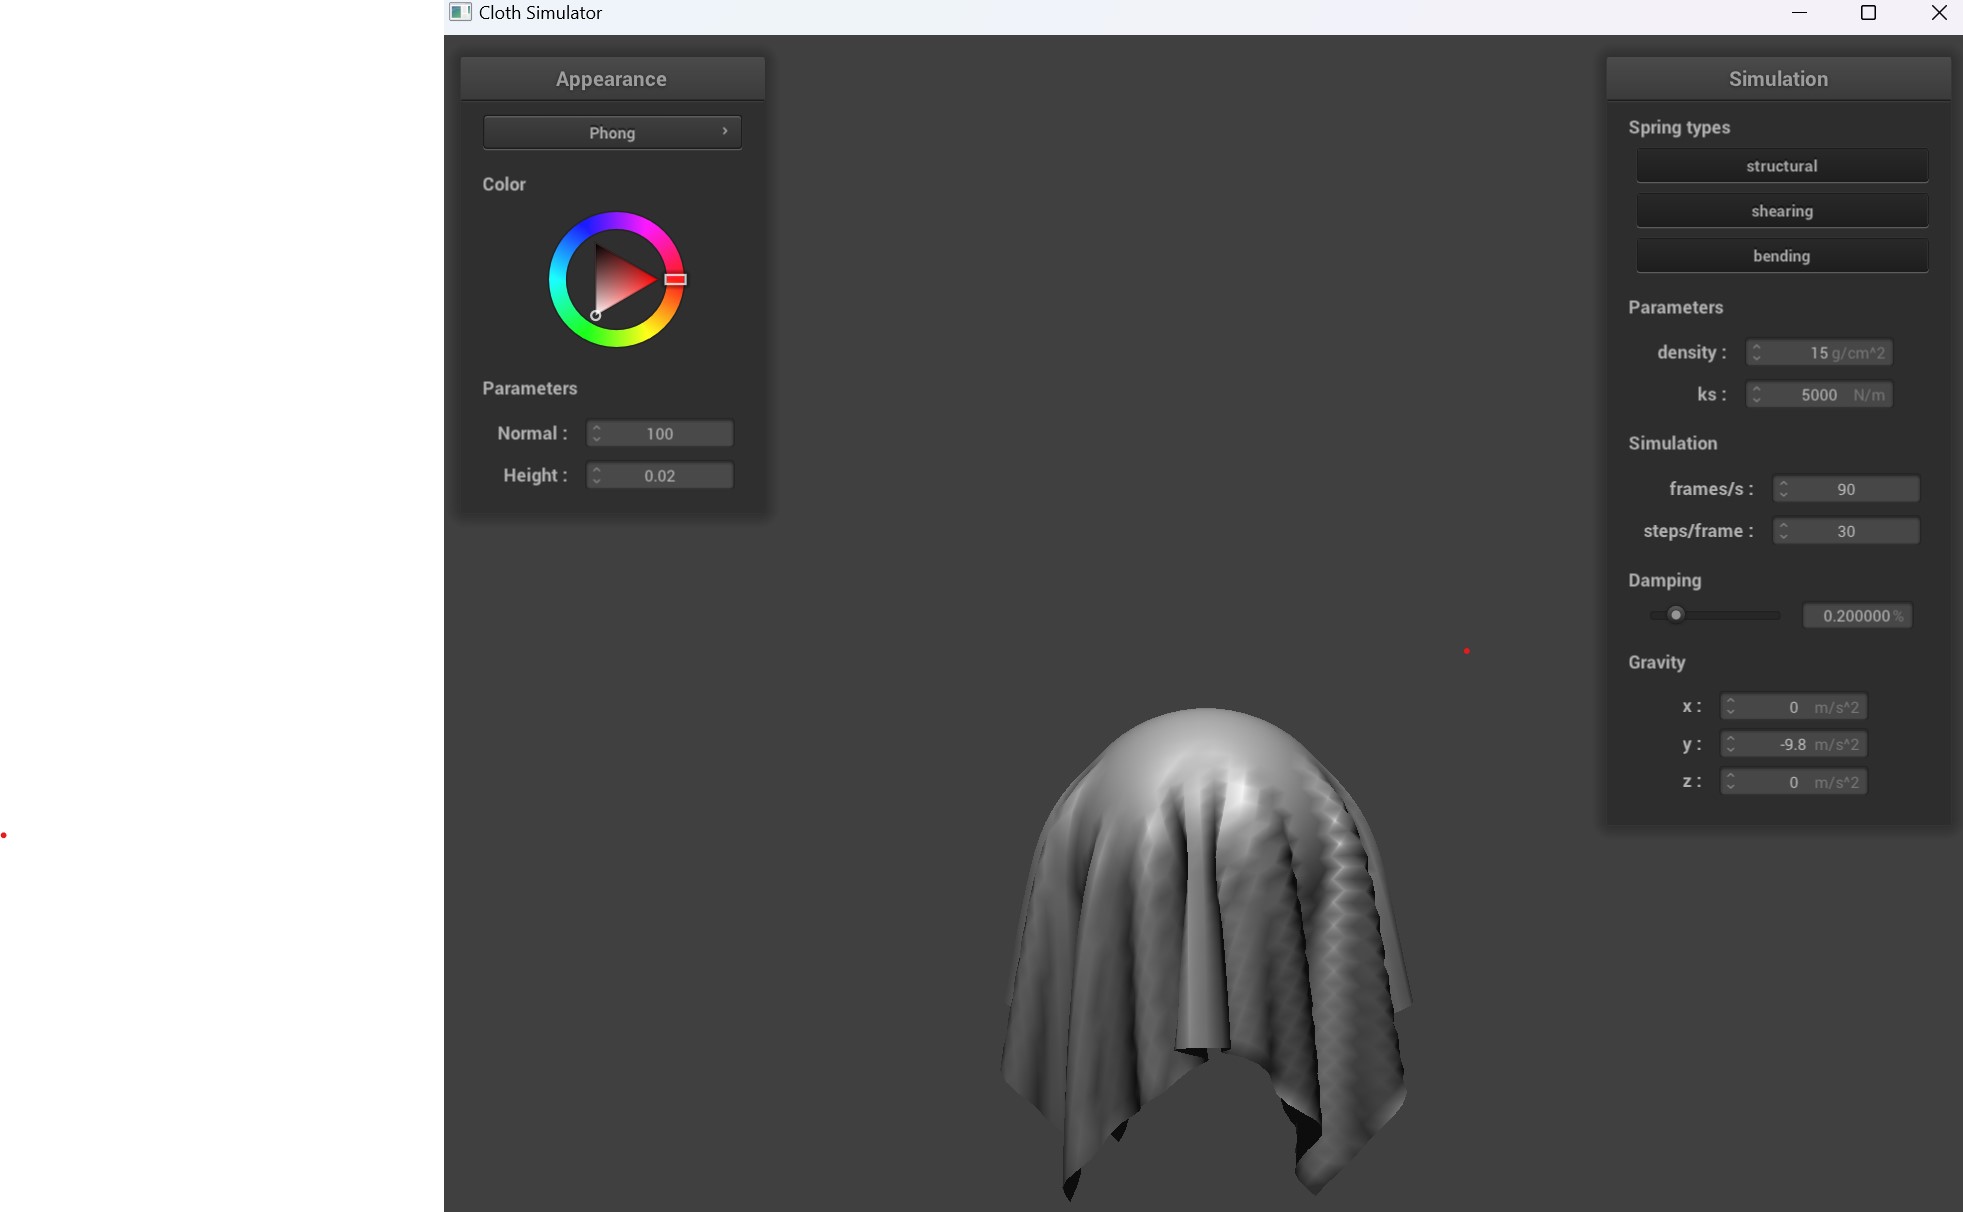 Cloth Simulator
Appearance
Phong
Color
Parameters
Normal : 100
Height : 0.02
Simulation
Spring types
structural
shearing
bending
Parameters
density : 15 g/cm^2
ks : 5000 N/m
Simulation
frames/s : 90
steps/frame : 30
Damping
0.200000 %
Gravity
x : 0 m/s^2
y : -9.8 m/s^2
z : 0 m/s^2